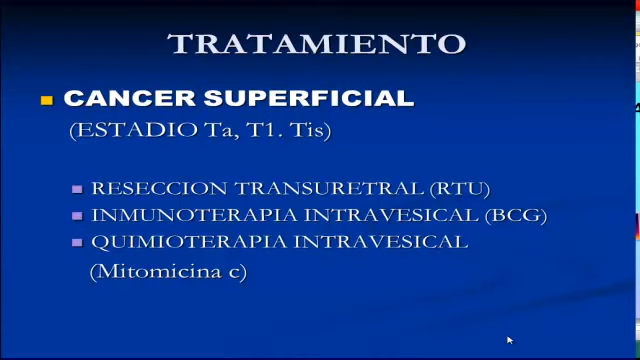 TRATAMIENTO
CANCER SUPERFICIAL
(ESTADIO Ta, T1. Tis)
RESECCION TRANSURETRAL (RTU)
INMUNOTERAPIA INTRAVESICAL (BCG)
QUIMIOTERAPIA INTRAVESICAL
(Mitomicina c)